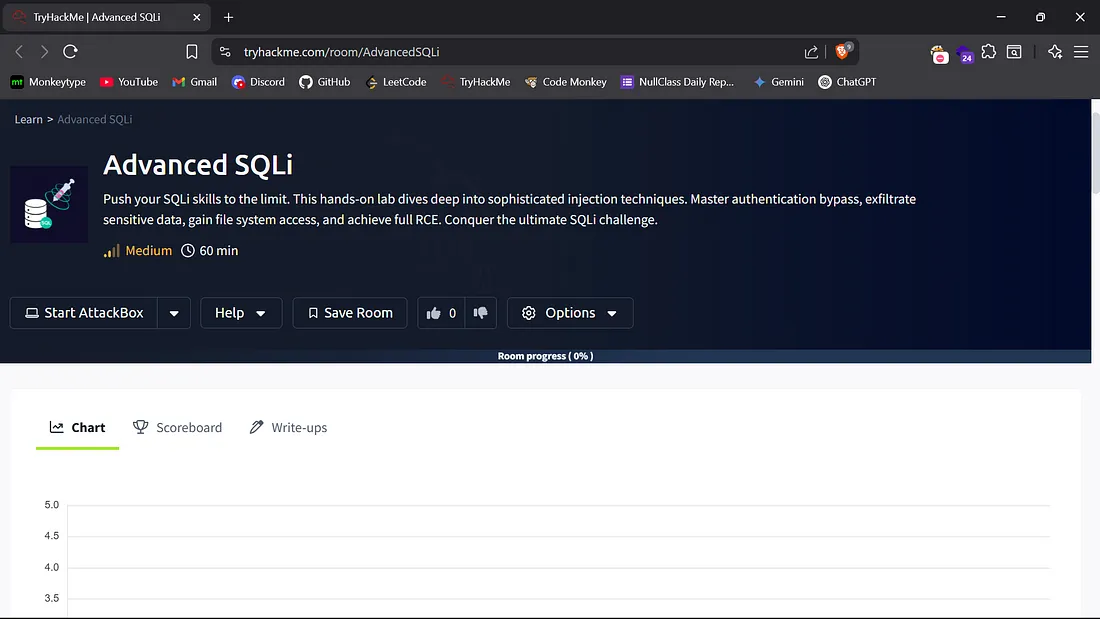 TryHackMe | Advanced SQLi
tryhackme.com/room/AdvancedSQLi
9
24
mt Monkeytype YouTube Gmail Discord GitHub LeetCode TryHackMe Code Monkey NullClass Daily Rep... Gemini ChatGPT
Learn > Advanced SQLi
Advanced SQLi
Push your SQLi skills to the limit. This hands-on lab dives deep into sophisticated injection techniques. Master authentication bypass, exfiltrate
sensitive data, gain file system access, and achieve full RCE. Conquer the ultimate SQLi challenge.
SQL
Medium 60 min
Start AttackBox Help Save Room 0 Options
Room progress ( 0% )
Chart Scoreboard Write-ups
5.0
4.5
4.0
3.5